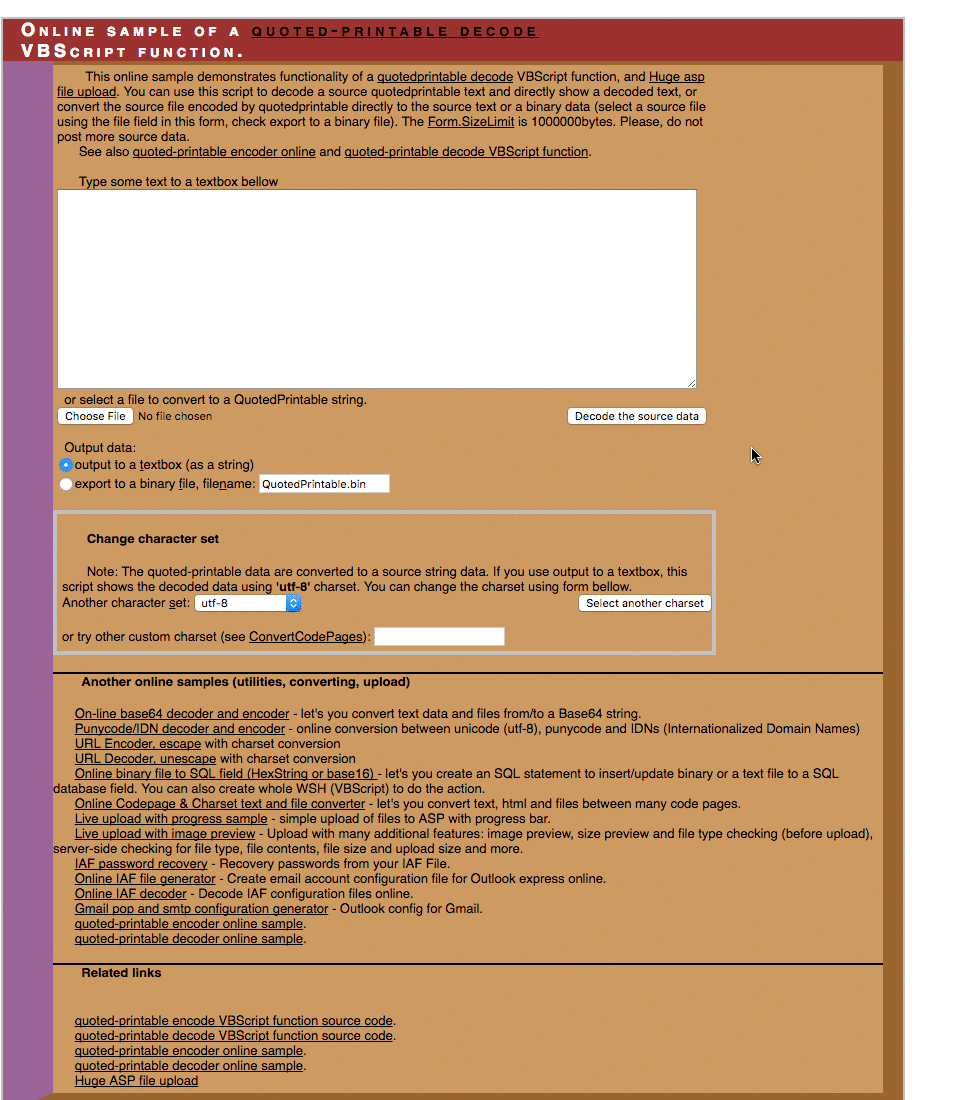 Online sample of a quoted-printable decode
VBScript function.
This online sample demonstrates functionality of a quotedprintable decode VBScript function, and Huge asp
file upload. You can use this script to decode a source quotedprintable text and directly show a decoded text, or
convert the source file encoded by quotedprintable directly to the source text or a binary data (select a source file
using the file field in this form, check export to a binary file). The Form.SizeLimit is 1000000bytes. Please, do not
post more source data.
See also quoted-printable encoder online and quoted-printable decode VBScript function.
Type some text to a textbox bellow
or select a file to convert to a QuotedPrintable string.
Choose File No file chosen Decode the source data
Output data:
output to a textbox (as a string)
export to a binary file, filename: QuotedPrintable.bin
Change character set
Note: The quoted-printable data are converted to a source string data. If you use output to a textbox, this
script shows the decoded data using 'utf-8' charset. You can change the charset using form bellow.
Another character set: utf-8 Select another charset
or try other custom charset (see ConvertCodePages):
Another online samples (utilities, converting, upload)
On-line base64 decoder and encoder - let's you convert text data and files from/to a Base64 string.
Punycode/IDN decoder and encoder - online conversion between unicode (utf-8), punycode and IDNs (Internationalized Domain Names)
URL Encoder, escape with charset conversion
URL Decoder, unescape with charset conversion
Online binary file to SQL field (HexString or base16) - let's you create an SQL statement to insert/update binary or a text file to a SQL
database field. You can also create whole WSH (VBScript) to do the action.
Online Codepage & Charset text and file converter - let's you convert text, html and files between many code pages.
Live upload with progress sample - simple upload of files to ASP with progress bar.
Live upload with image preview - Upload with many additional features: image preview, size preview and file type checking (before upload),
server-side checking for file type, file contents, file size and upload size and more.
IAF password recovery - Recovery passwords from your IAF File.
Online IAF file generator - Create email account configuration file for Outlook express online.
Online IAF decoder - Decode IAF configuration files online.
Gmail pop and smtp configuration generator - Outlook config for Gmail.
quoted-printable encoder online sample.
quoted-printable decoder online sample.
Related links
quoted-printable encode VBScript function source code.
quoted-printable decode VBScript function source code.
quoted-printable encoder online sample.
quoted-printable decoder online sample.
Huge ASP file upload